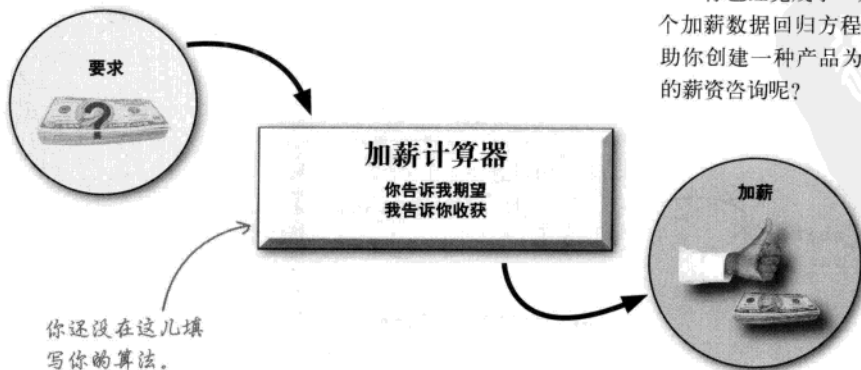 个加薪数据回归方程
助你创建一种产品为
的薪资咨询呢?
要求
?
加薪计算器
你告诉我期望
我告诉你收获
加薪
你还没在这儿填
写你的算法。